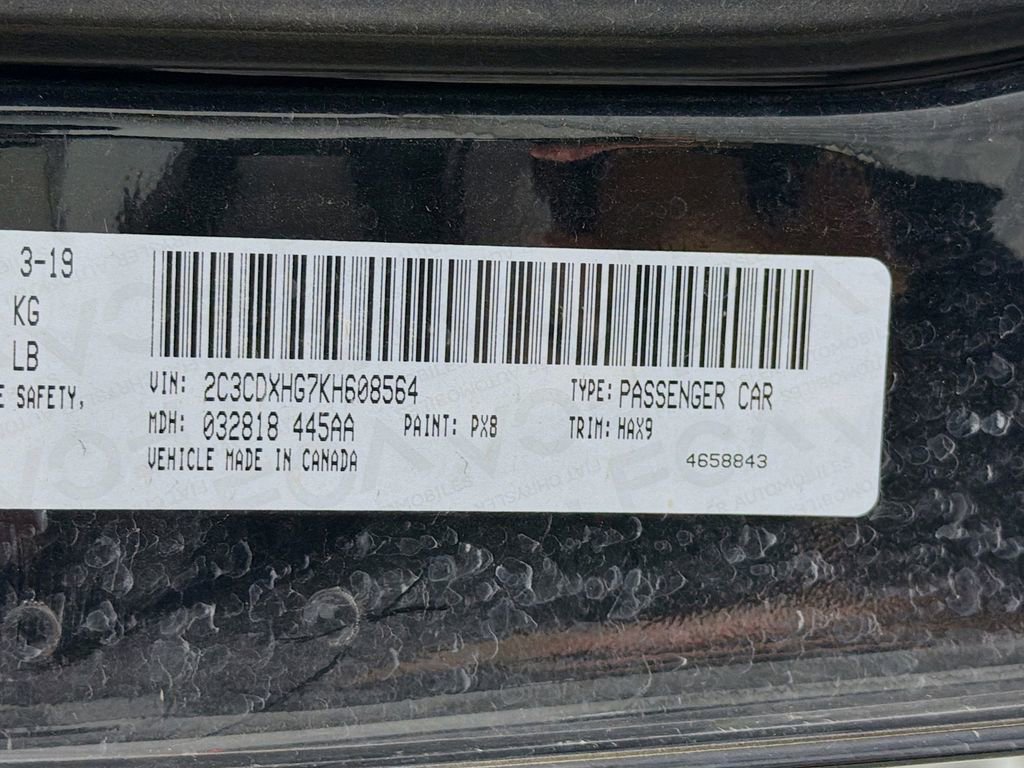 3-19
KG
LB
E SAFETY,
VIN: 2C3CDXHG7KH608564 TYPE: PASSENGER CAR
MDH: 032818 445AA PAINT: PX8 TRIM: HAX9
VEHICLE MADE IN CANADA 4658843